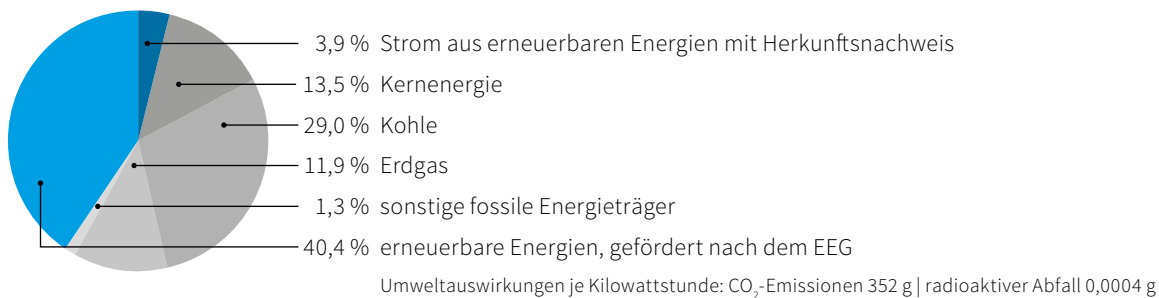 3,9 % Strom aus erneuerbaren Energien mit Herkunftsnachweis
13,5 % Kernenergie
29,0 % Kohle
11,9 % Erdgas
1,3 % sonstige fossile Energieträger
40,4 % erneuerbare Energien, gefördert nach dem EEG
Umweltauswirkungen je Kilowattstunde: CO₂-Emissionen 352 g | radioaktiver Abfall 0,0004 g